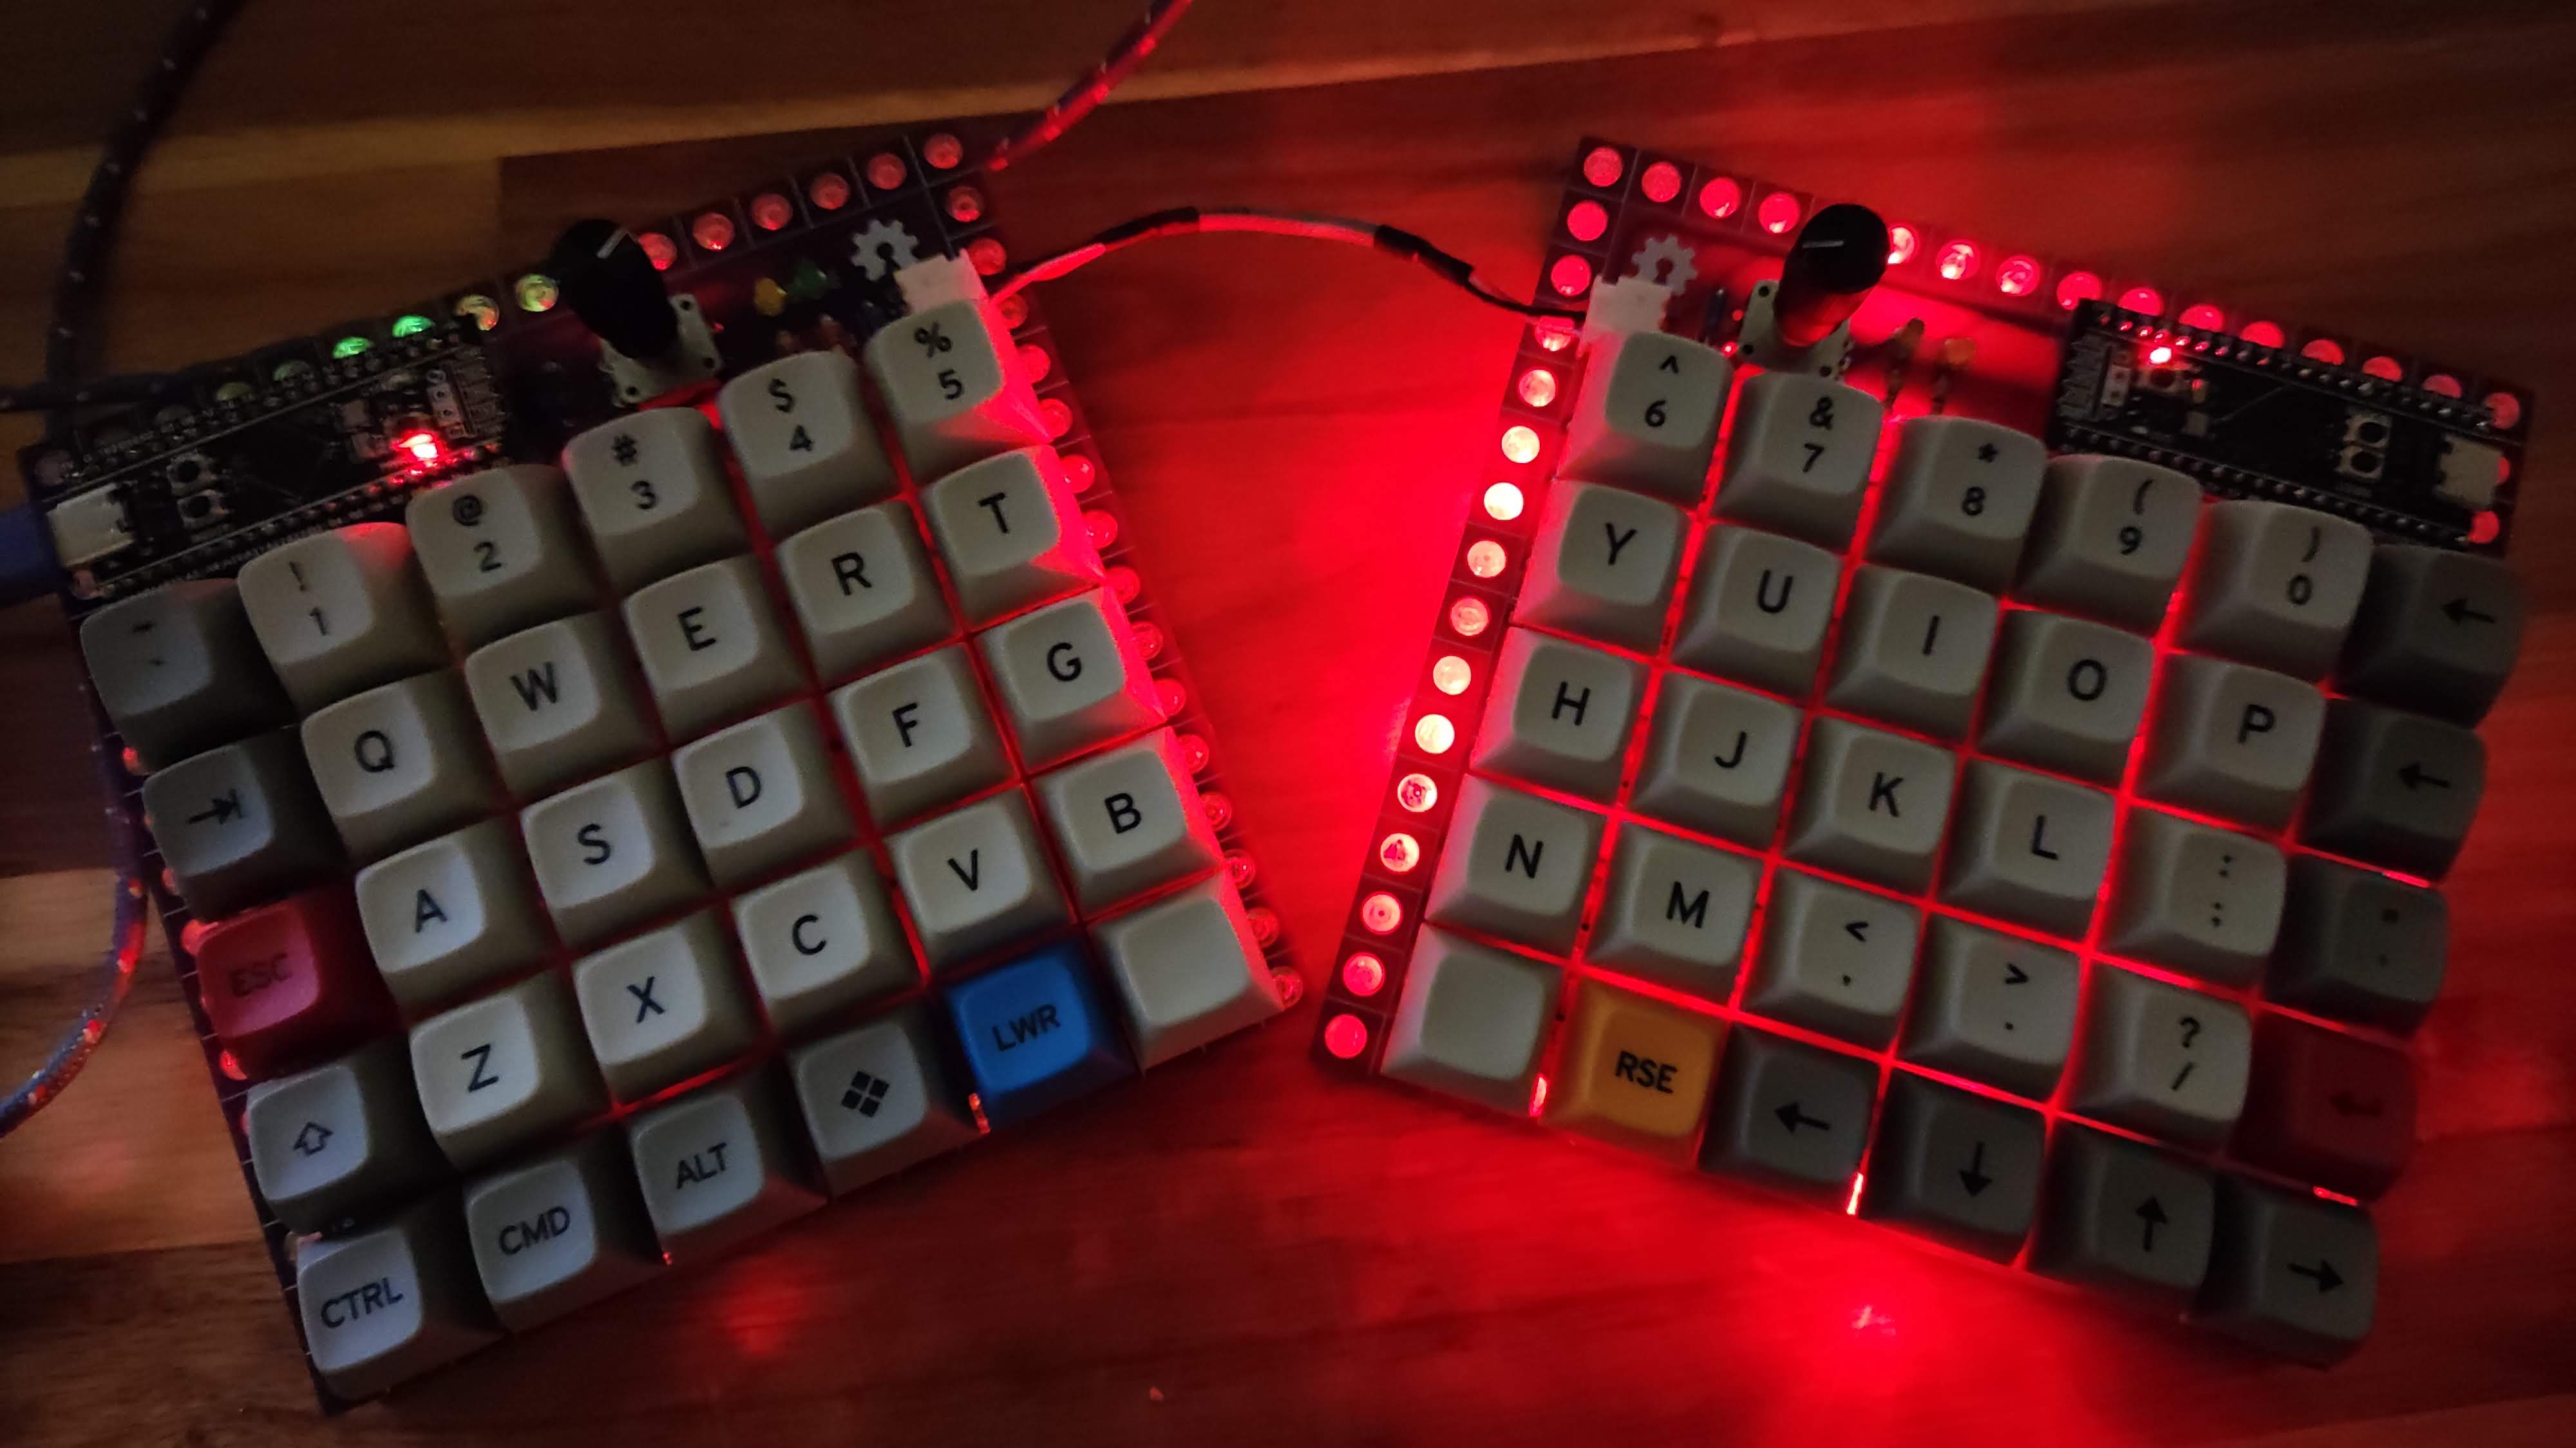 ~ ! @ # $ %
` 1 2 3 4 5
→| Q W E R T
ESC A S D F G
⇧ Z X C V B
CTRL CMD ALT LWR
^ & * ( )
6 7 8 9 0 ←
Y U I O P ←
H J K L : ;
N M < , > . ? /
RSE ← ↓ ↑ →